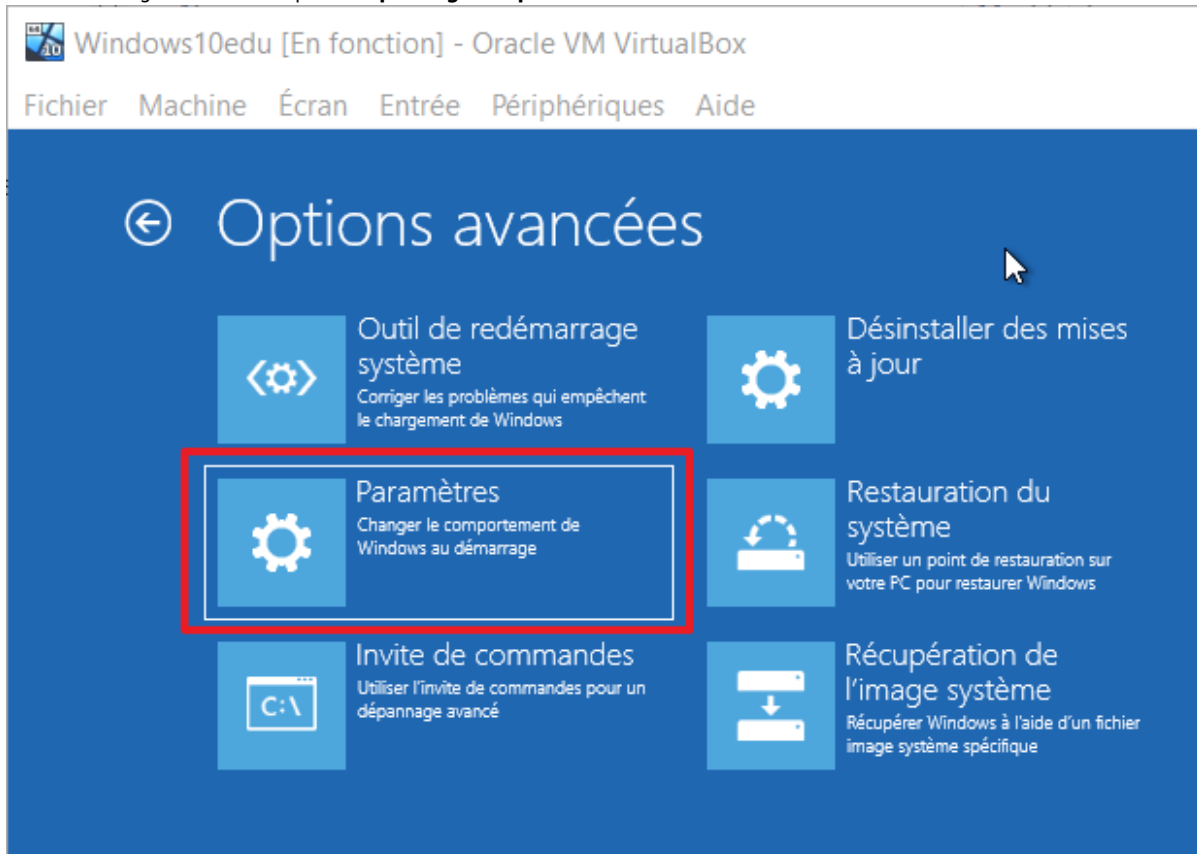 Windows10edu [En fonction] - Oracle VM VirtualBox
Fichier Machine Écran Entrée Périphériques Aide
Options avancées
Outil de redémarrage
système
Corriger les problèmes qui empêchent
le chargement de Windows
Paramètres
Changer le comportement de
Windows au démarrage
Invite de commandes
Utiliser l'invite de commandes pour un
dépannage avancé
C:\
Désinstaller des mises
à jour
Restauration du
système
Utiliser un point de restauration sur
votre PC pour restaurer Windows
Récupération de
l'image système
Récupérer Windows à l'aide d'un fichier
image système spécifique